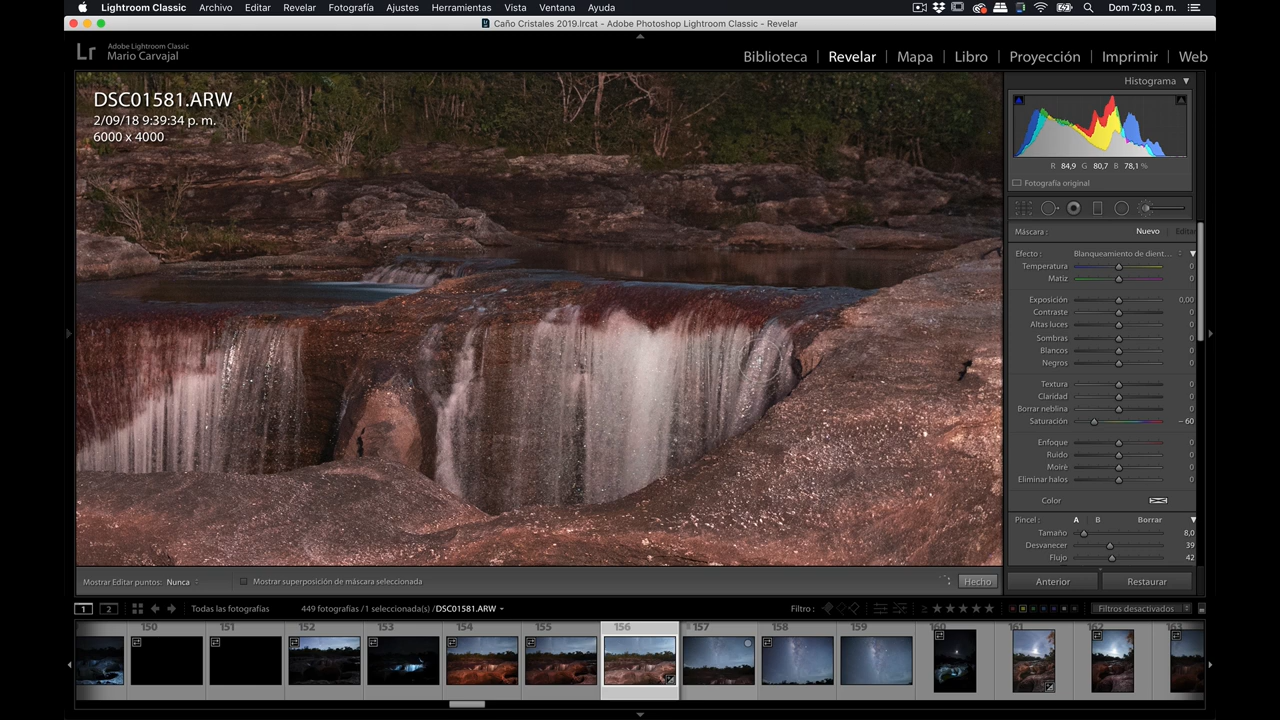 Lightroom Classic Archivo Editar Revelar Fotografía Ajustes Herramientas Vista Ventana Ayuda Dom 7:03 p. m.
Caño Cristales 2019.lrcat - Adobe Photoshop Lightroom Classic - Revelar
Lr Adobe Lightroom Classic
Mario Carvajal
Biblioteca | Revelar | Mapa | Libro | Proyección | Imprimir | Web
DSC01581.ARW
2/09/18 9:39:34 p. m.
6000 x 4000
Histograma
R 84,9 G 80,7 B 78,1 %
Fotografía original
Máscara : Nuevo
Efecto : Blanqueamiento de dient...
Temperatura 0
Matiz 0
Exposición 0,00
Contraste 0
Altas luces 0
Sombras 0
Blancos 0
Negros 0
Textura 0
Claridad 0
Borrar neblina 0
Saturación – 60
Enfoque 0
Ruido 0
Moiré 0
Eliminar halos 0
Color
Pincel : A B Borrar
Tamaño 8,0
Desvanecer 39
Flujo 42
Mostrar Editar puntos: Nunca Mostrar superposición de máscara seleccionada Hecho
Anterior Restaurar
1 2 Todas las fotografías 449 fotografías / 1 seleccionada(s) / DSC01581.ARW Filtro : Filtros desactivados
150 151 152 153 154 155 156 157 158 159 160 161 162 163